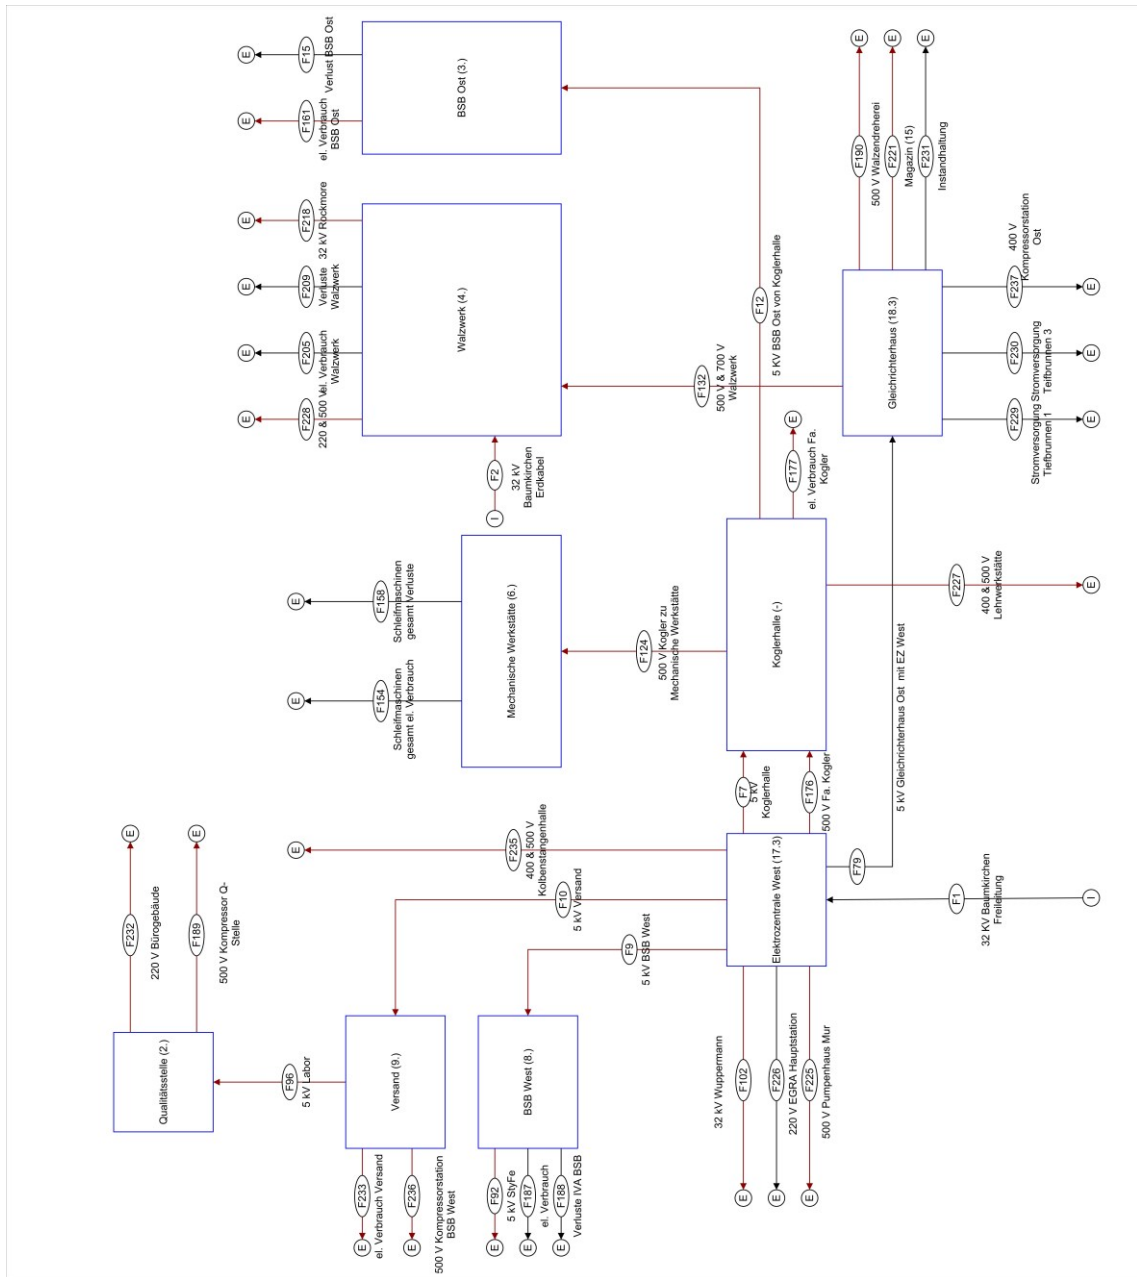 E
F232
220 V Bürogebäude
E
F189
500 V Kompressor Q-
Stelle
Qualitätsstelle (2.)
F96
5 kV Labor
Versand (9.)
E
F233
el. Verbrauch Versand
E
F236
500 V Kompressorstation
BSB West
BSB West (8.)
E
F92
5 kV StyFe
E
F187
el. Verbrauch
E
F188
Verluste IVA BSB
F10
5 kV Versand
F9
5 kV BSB West
E
F235
400 & 500 V
Kolbenstangenhalle
Elektrozentrale West (17.3)
E
F102
32 kV Wuppermann
E
F226
220 V EGRA Hauptstation
E
F225
500 V Pumpenhaus Mur
I
F1
32 KV Baumkirchen
Freileitung
F7
5 kV
Koglerhalle
F176
500 V Fa. Kogler
F79
5 kV Gleichrichterhaus Ost mit EZ West
E
F154
Schleifmaschinen
gesamt el. Verbrauch
E
F158
Schleifmaschinen
gesamt Verluste
Mechanische Werkstätte (6.)
F124
500 V Kogler zu
Mechanische Werkstätte
Koglerhalle (-)
E
F177
el. Verbrauch Fa.
Kogler
E
F227
400 & 500 V
Lehrwerkstätte
I
F2
32 kV
Baumkirchen
Erdkabel
E
F228
220 & 500 V
E
F205
el. Verbrauch
Walzwerk
E
F209
Verluste
Walzwerk
E
F218
32 kV Rockmore
Walzwerk (4.)
F132
500 V & 700 V
Walzwerk
F12
5 KV BSB Ost von Koglerhalle
E
F161
el. Verbrauch
BSB Ost
E
F15
Verlust BSB Ost
BSB Ost (3.)
Gleichrichterhaus (18.3)
E
F190
500 V Walzendreherei
E
F221
Magazin (15)
E
F231
Instandhaltung
E
F229
Stromversorgung
Tiefbrunnen 1
E
F230
Stromversorgung
Teifbrunnen 3
E
F237
400 V
Kompressorstation
Ost